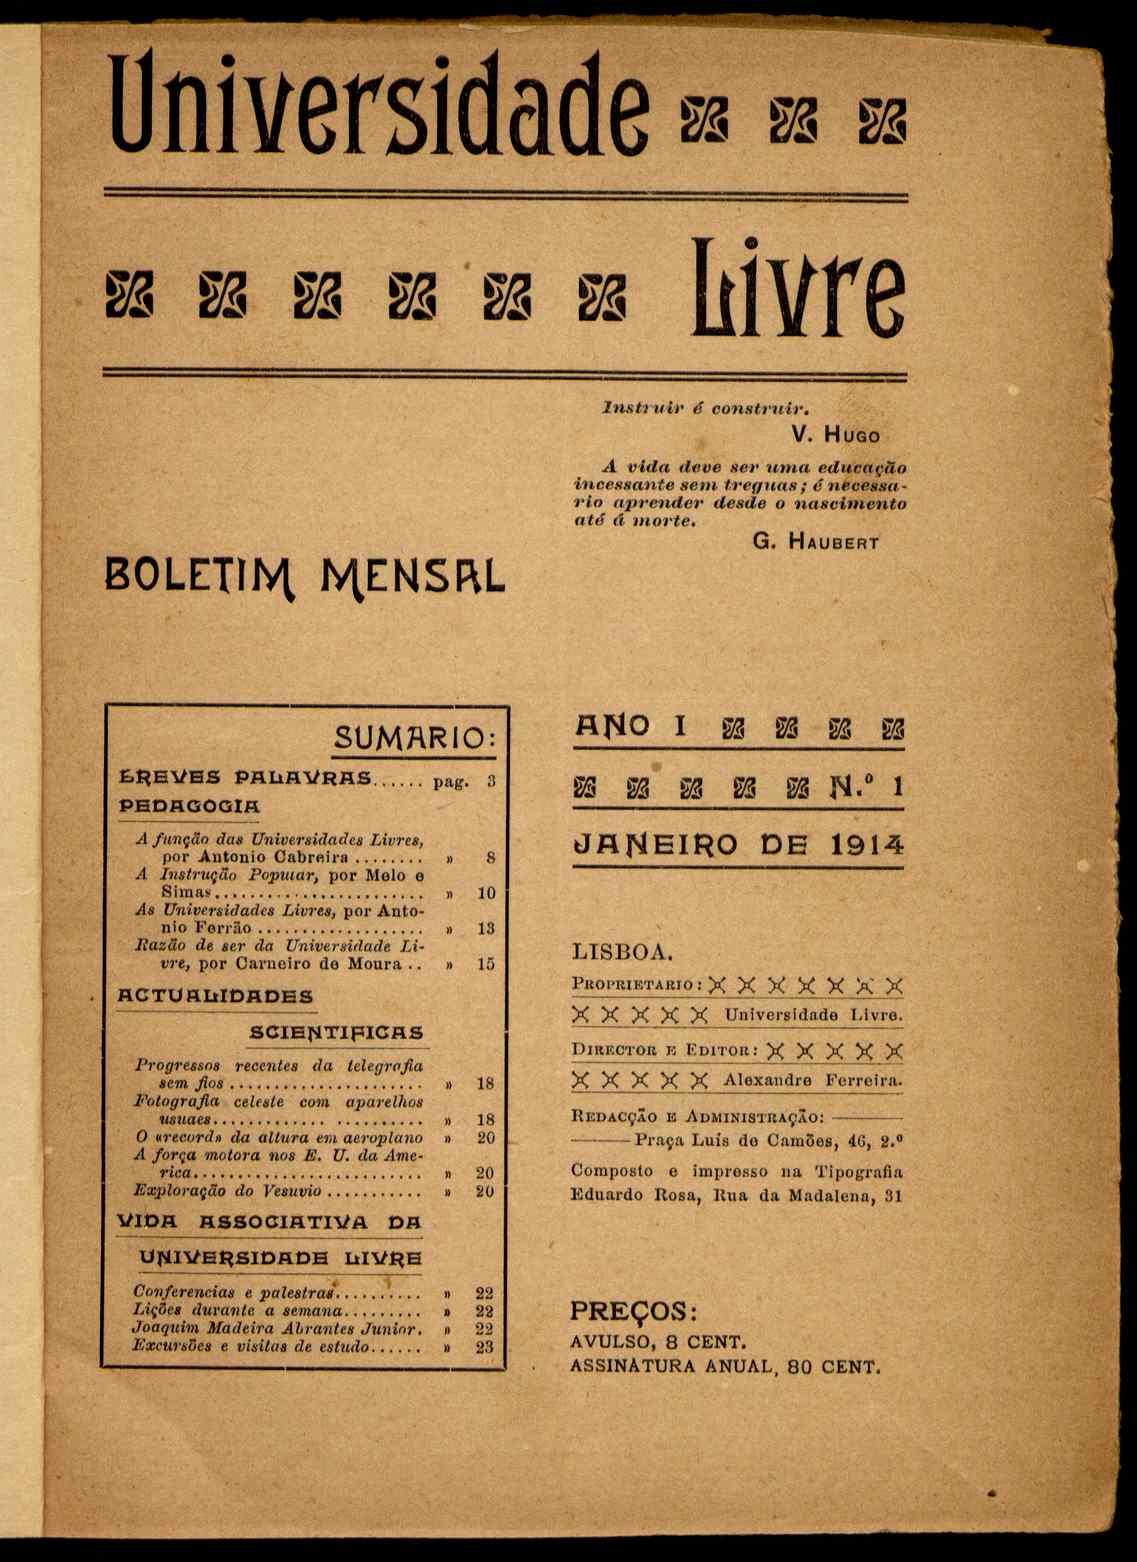 Universidade
Livre
Instruir é construir.
V. HUGO
A vida deve ser uma educação
incessante sem treguas; é necessa-
rio aprender desde o nascimento
até á morte.
G. HAUBERT
BOLETIM MENSAL
SUMARIO:
BREVES PALAVRAS...... pag. 3
PEDAGOGIA
A função das Universidades Livres,
por Antonio Cabreira ........ » 8
A Instrução Popular, por Melo e
Simas........................ » 10
As Universidades Livres, por Anto-
nio Ferrão ................... » 13
Razão de ser da Universidade Li-
vre, por Carneiro de Moura .. » 15
ACTUALIDADES
SCIENTIFICAS
Progressos recentes da telegrafia
sem fios ...................... » 18
Fotografia celeste com aparelhos
usuaes............. .......... » 18
O «record» da altura em aeroplano » 20
A força motora nos E. U. da Ame-
rica.......................... » 20
Exploração do Vesuvio ........... » 20
VIDA ASSOCIATIVA DA
UNIVERSIDADE LIVRE
Conferencias e palestras.......... » 22
Lições durante a semana......... » 22
Joaquim Madeira Abrantes Junior. » 22
Excursões e visitas de estudo...... » 23
ANO I
N.º 1
JANEIRO DE 1914
LISBOA.
PROPRIETARIO:
Universidade Livre.
DIRECTOR E EDITOR:
Alexandre Ferreira.
REDACÇÃO E ADMINISTRAÇÃO: ———
———Praça Luis de Camões, 46, 2.º
Composto e impresso na Tipografia
Eduardo Rosa, Rua da Madalena, 31
PREÇOS:
AVULSO, 8 CENT.
ASSINATURA ANUAL, 80 CENT.